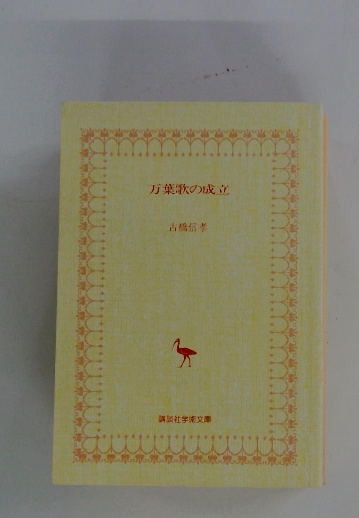 万葉歌の成立
古橋信孝
講談社学術文庫